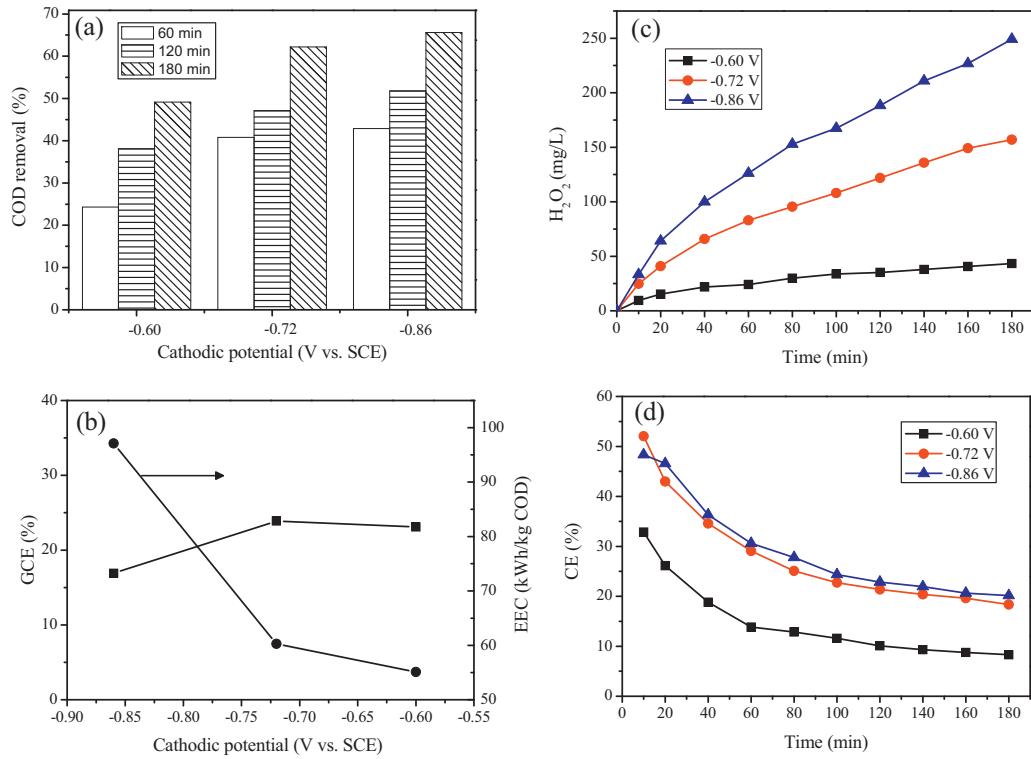 (a)
60 min
120 min
180 min
COD removal (%)
70
60
50
40
30
20
10
0
-0.60 -0.72 -0.86
Cathodic potential (V vs. SCE)
(c)
-0.60 V
-0.72 V
-0.86 V
H2O2 (mg/L)
250
200
150
100
50
0
0 20 40 60 80 100 120 140 160 180
Time (min)
(b)
GCE (%)
40
30
20
10
0
EEC (kWh/kg COD)
100
90
80
70
60
50
-0.90 -0.85 -0.80 -0.75 -0.70 -0.65 -0.60 -0.55
Cathodic potential (V vs. SCE)
(d)
-0.60 V
-0.72 V
-0.86 V
CE (%)
60
50
40
30
20
10
0
0 20 40 60 80 100 120 140 160 180
Time (min)